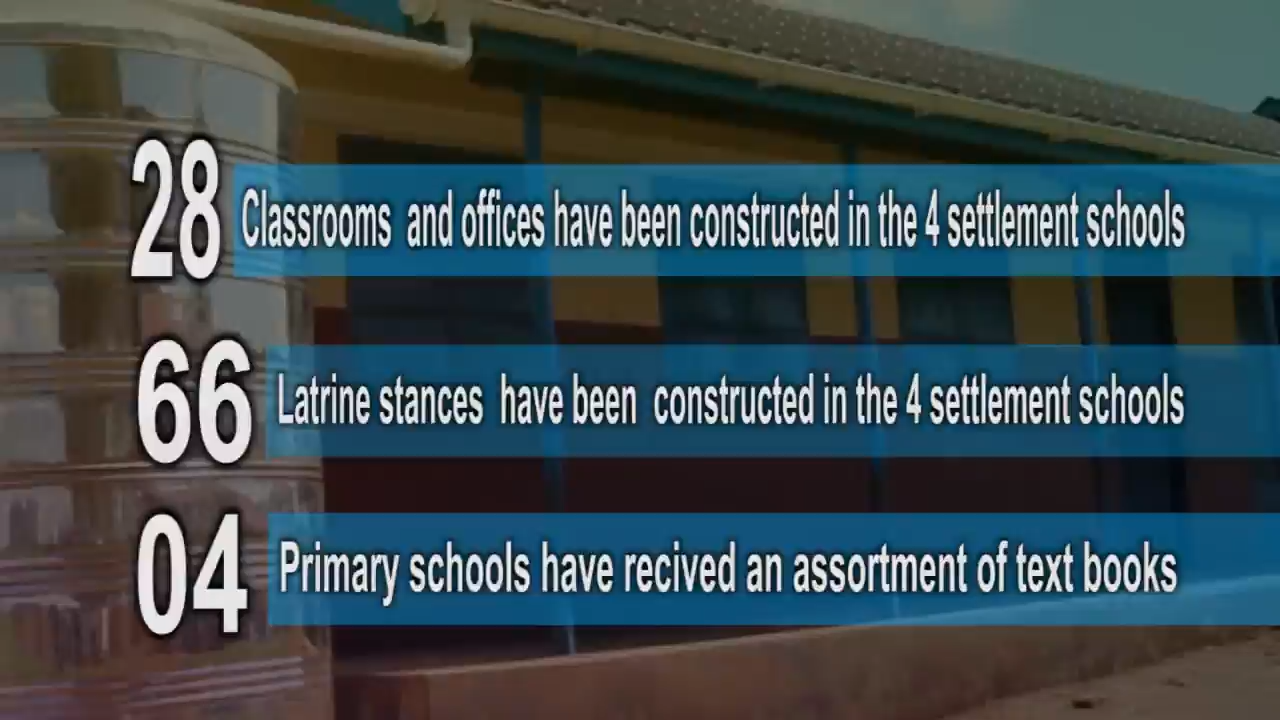 28 Classrooms and offices have been constructed in the 4 settlement schools
66 Latrine stances have been constructed in the 4 settlement schools
04 Primary schools have recived an assortment of text books